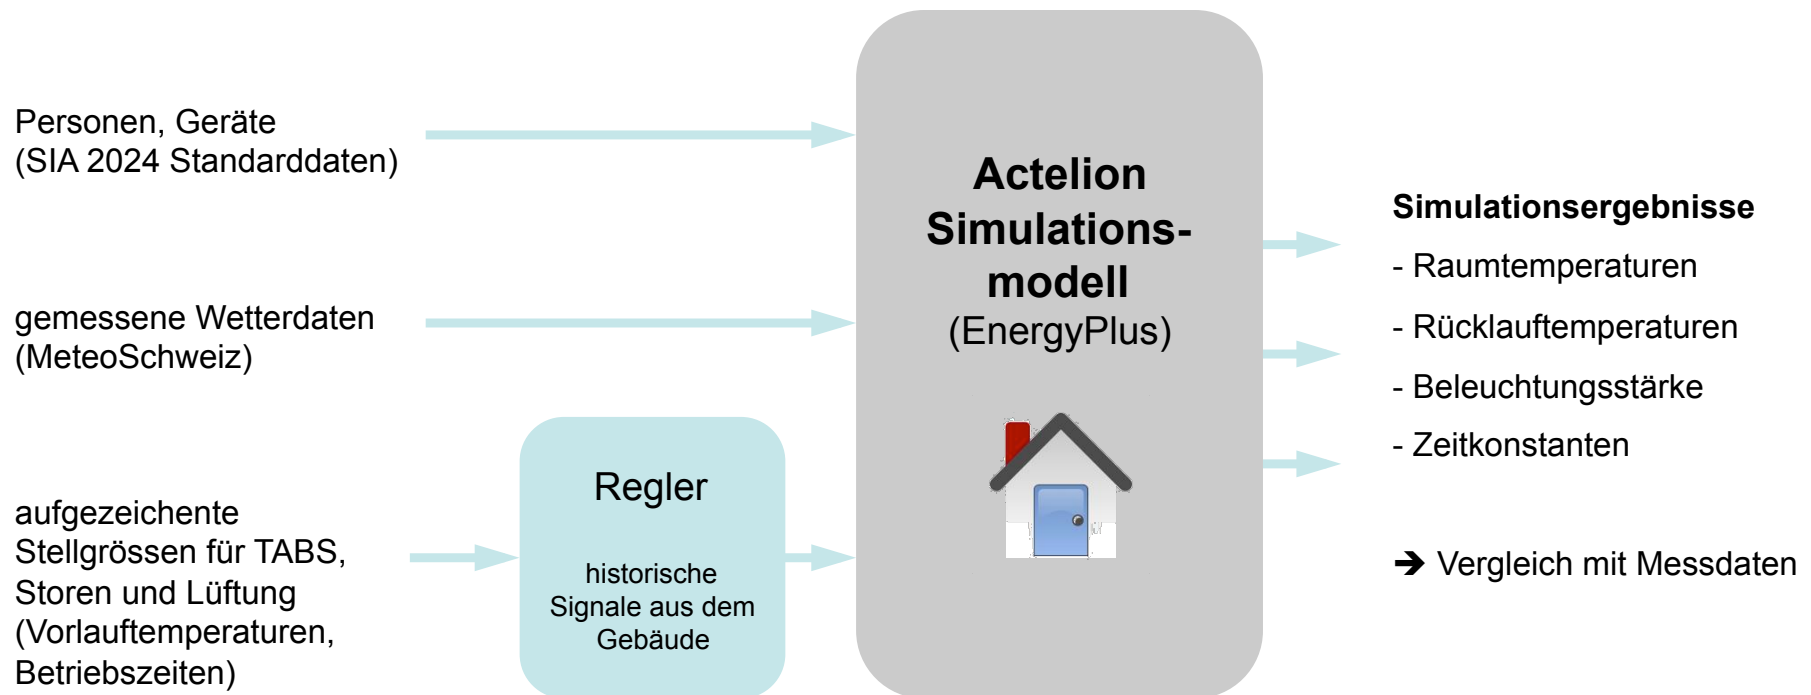 Personen, Geräte
(SIA 2024 Standarddaten)
gemessene Wetterdaten
(MeteoSchweiz)
aufgezeichente
Stellgrössen für TABS,
Storen und Lüftung
(Vorlauftemperaturen,
Betriebszeiten)
Regler
historische
Signale aus dem
Gebäude
Actelion
Simulations-
modell
(EnergyPlus)
Simulationsergebnisse
- Raumtemperaturen
- Rücklauftemperaturen
- Beleuchtungsstärke
- Zeitkonstanten
➔ Vergleich mit Messdaten